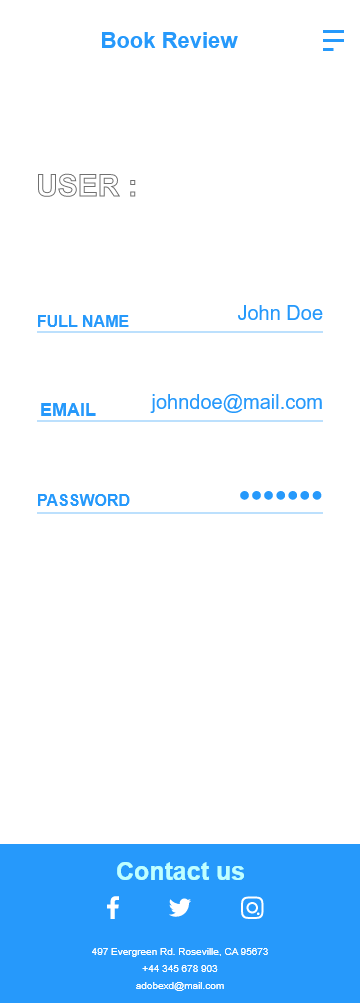 Book Review
USER :
FULL NAME
John Doe
EMAIL
johndoe@mail.com
PASSWORD
●●●●●●●
Contact us
497 Evergreen Rd. Roseville, CA 95673
+44 345 678 903
adobexd@mail.com